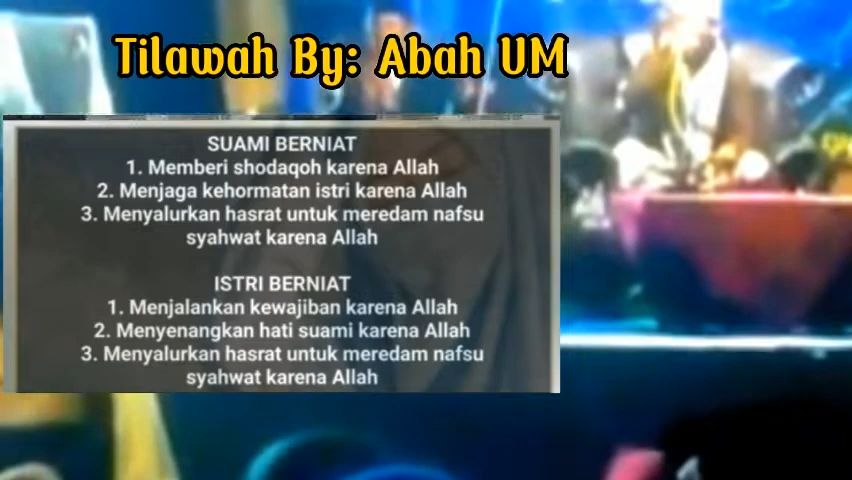 Tilawah By: Abah UM
SUAMI BERNIAT
1. Memberi shodaqoh karena Allah
2. Menjaga kehormatan istri karena Allah
3. Menyalurkan hasrat untuk meredam nafsu
syahwat karena Allah
ISTRI BERNIAT
1. Menjalankan kewajiban karena Allah
2. Menyenangkan hati suami karena Allah
3. Menyalurkan hasrat untuk meredam nafsu
syahwat karena Allah